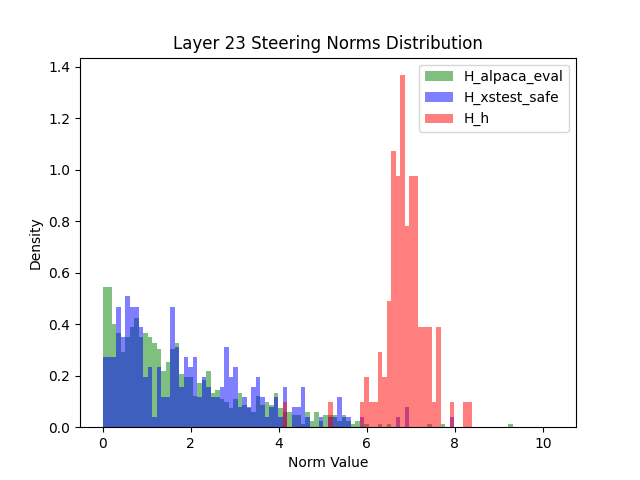 Layer 23 Steering Norms Distribution
H_alpaca_eval
H_xstest_safe
H_h
Density
1.4
1.2
1.0
0.8
0.6
0.4
0.2
0.0
0 2 4 6 8 10
Norm Value